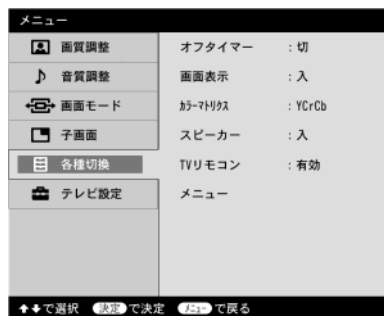 メニュー
画質調整
音質調整
画面モード
子画面
各種切換
テレビ設定
オフタイマー :切
画面表示 :入
カラーマトリクス :YCrCb
スピーカー :入
TVリモコン :有効
メニュー
で選択 決定で決定 メニューで戻る